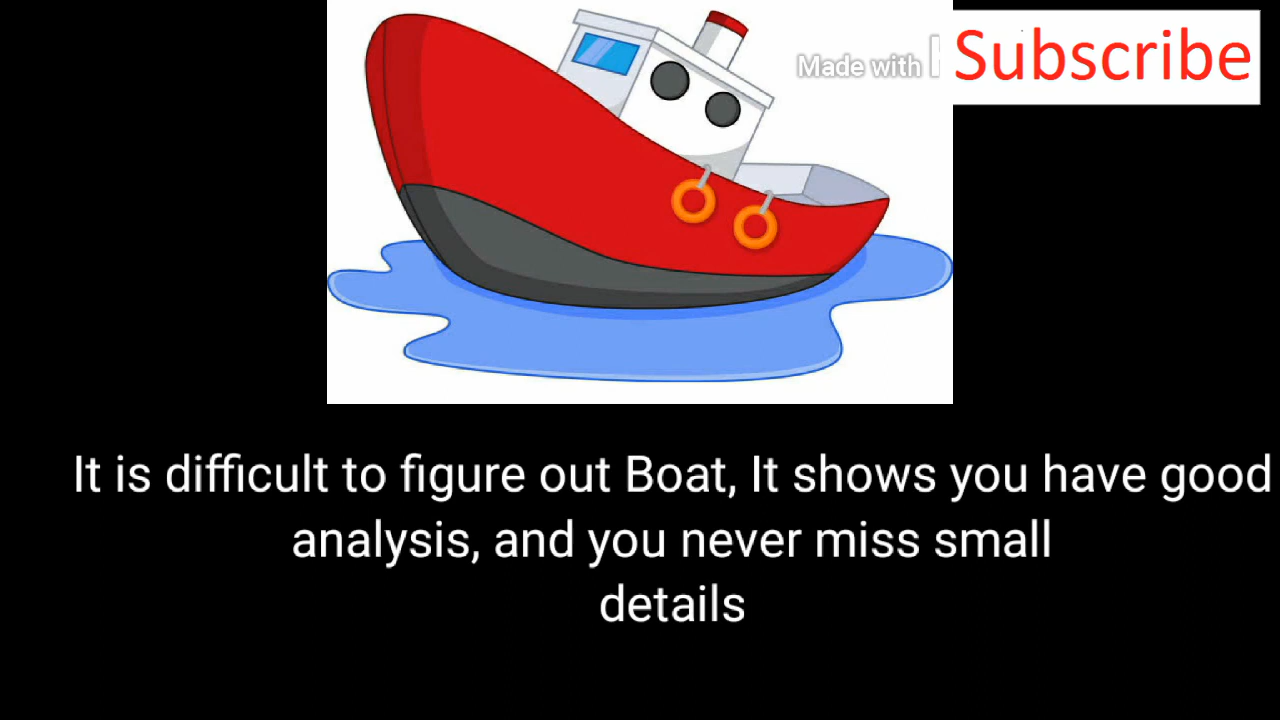 Made with
Subscribe
It is difficult to figure out Boat, It shows you have good
analysis, and you never miss small
details